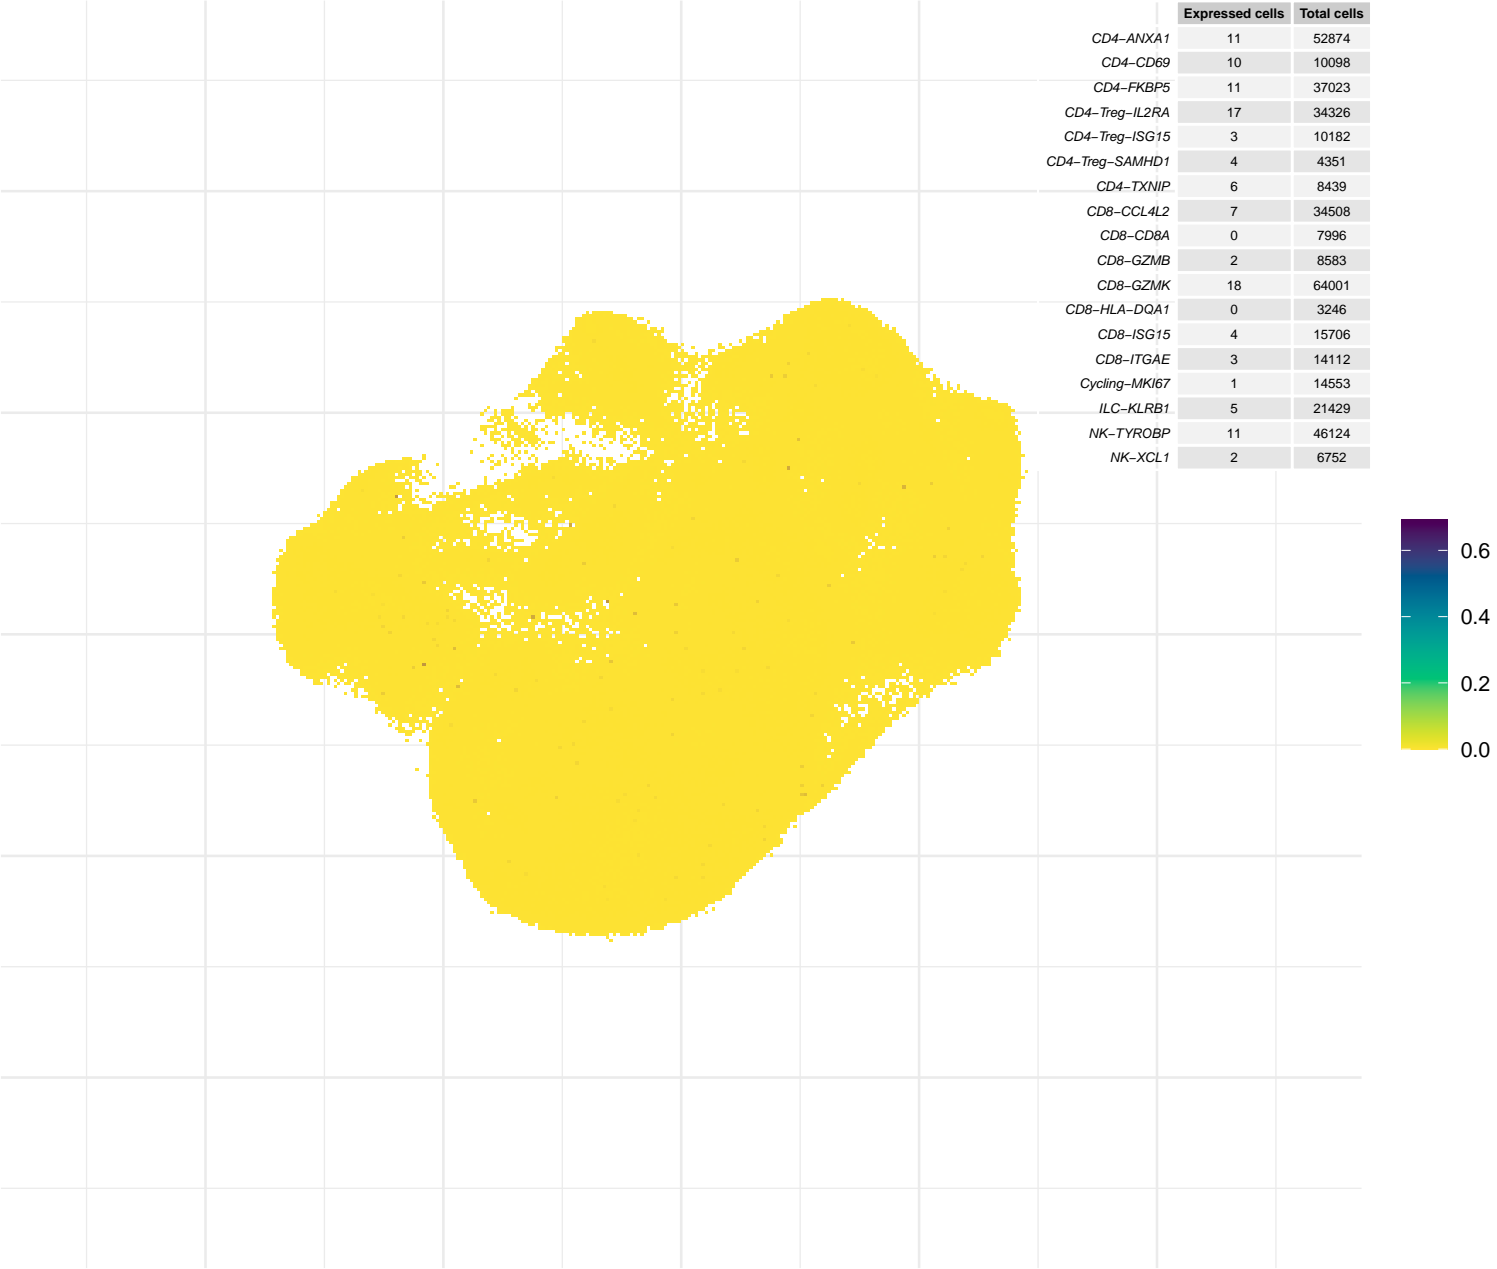 Expressed cells Total cells
CD4−ANXA1 11 52874
CD4−CD69 10 10098
CD4−FKBP5 11 37023
CD4−Treg−IL2RA 17 34326
CD4−Treg−ISG15 3 10182
CD4−Treg−SAMHD1 4 4351
CD4−TXNIP 6 8439
CD8−CCL4L2 7 34508
CD8−CD8A 0 7996
CD8−GZMB 2 8583
CD8−GZMK 18 64001
CD8−HLA−DQA1 0 3246
CD8−ISG15 4 15706
CD8−ITGAE 3 14112
Cycling−MKI67 1 14553
ILC−KLRB1 5 21429
NK−TYROBP 11 46124
NK−XCL1 2 6752
0.6
0.4
0.2
0.0